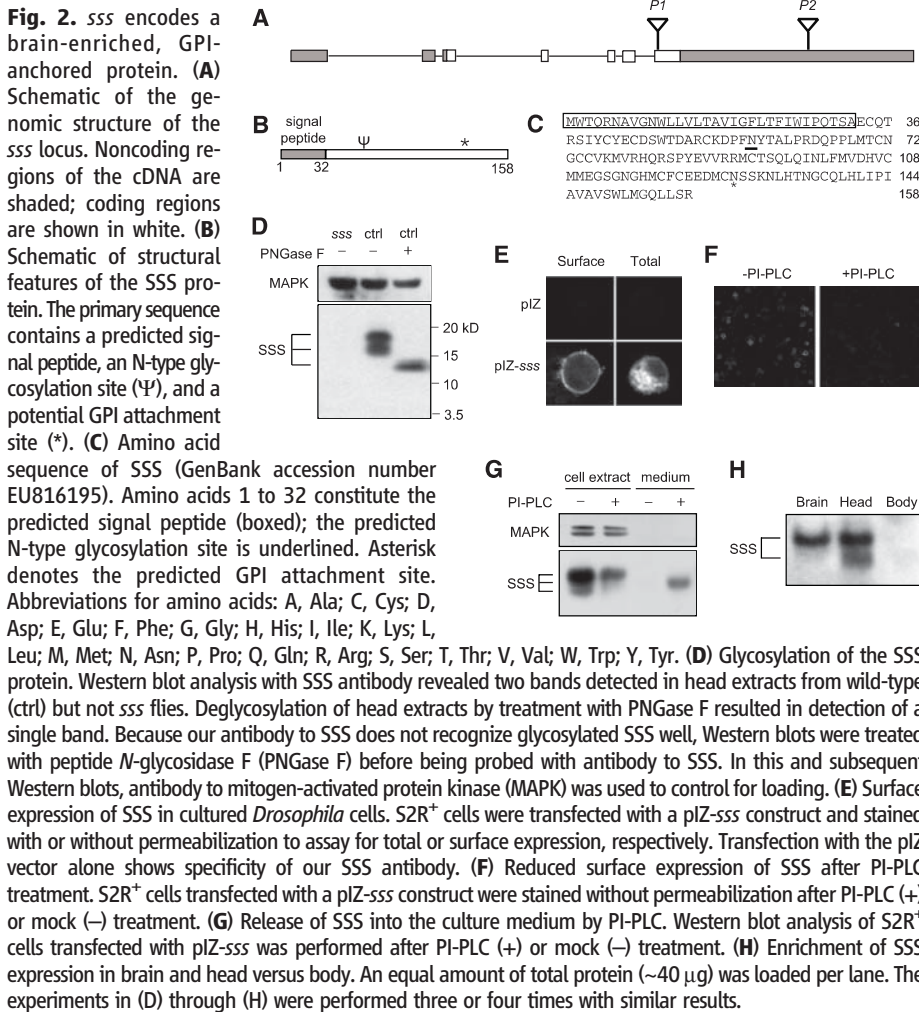 Fig. 2. sss encodes a
brain-enriched, GPI-
anchored protein. (A)
Schematic of the ge-
nomic structure of the
sss locus. Noncoding re-
gions of the cDNA are
shaded; coding regions
are shown in white. (B)
Schematic of structural
features of the SSS pro-
tein. The primary sequence
contains a predicted sig-
nal peptide, an N-type gly-
cosylation site (Ψ), and a
potential GPI attachment
site (*). (C) Amino acid
sequence of SSS (GenBank accession number
EU816195). Amino acids 1 to 32 constitute the
predicted signal peptide (boxed); the predicted
N-type glycosylation site is underlined. Asterisk
denotes the predicted GPI attachment site.
Abbreviations for amino acids: A, Ala; C, Cys; D,
Asp; E, Glu; F, Phe; G, Gly; H, His; I, Ile; K, Lys; L,
Leu; M, Met; N, Asn; P, Pro; Q, Gln; R, Arg; S, Ser; T, Thr; V, Val; W, Trp; Y, Tyr. (D) Glycosylation of the SSS
protein. Western blot analysis with SSS antibody revealed two bands detected in head extracts from wild-type
(ctrl) but not sss flies. Deglycosylation of head extracts by treatment with PNGase F resulted in detection of a
single band. Because our antibody to SSS does not recognize glycosylated SSS well, Western blots were treated
with peptide N-glycosidase F (PNGase F) before being probed with antibody to SSS. In this and subsequent
Western blots, antibody to mitogen-activated protein kinase (MAPK) was used to control for loading. (E) Surface
expression of SSS in cultured Drosophila cells. S2R+ cells were transfected with a pIZ-sss construct and stained
with or without permeabilization to assay for total or surface expression, respectively. Transfection with the pIZ
vector alone shows specificity of our SSS antibody. (F) Reduced surface expression of SSS after PI-PLC
treatment. S2R+ cells transfected with a pIZ-sss construct were stained without permeabilization after PI-PLC (+)
or mock (–) treatment. (G) Release of SSS into the culture medium by PI-PLC. Western blot analysis of S2R+
cells transfected with pIZ-sss was performed after PI-PLC (+) or mock (–) treatment. (H) Enrichment of SSS
expression in brain and head versus body. An equal amount of total protein (~40 μg) was loaded per lane. The
experiments in (D) through (H) were performed three or four times with similar results.
A
P1 P2
B
signal
peptide
Ψ *
1 32 158
C
MWTQRNAVGNWLLVLTAVIGFLTFIWIPQTSAECQT 36
RSIYCYECDSWTDARCKDPFNYTALPRDQPPLMTCN 72
GCCVKMVRHQRSPYEVVRRMCTSQLQINLFMVDHVC 108
MMEGSGNGHMCFCEEDMCNSSKNLHTNGCQLHLIPI 144
*
AVAVSWLMGQLLSR 158
D
sss ctrl ctrl
PNGase F – – +
MAPK
SSS
20 kD
15
10
3.5
E
Surface Total
pIZ
pIZ-sss
F
-PI-PLC +PI-PLC
G
cell extract medium
PI-PLC – + – +
MAPK
SSS
H
Brain Head Body
SSS